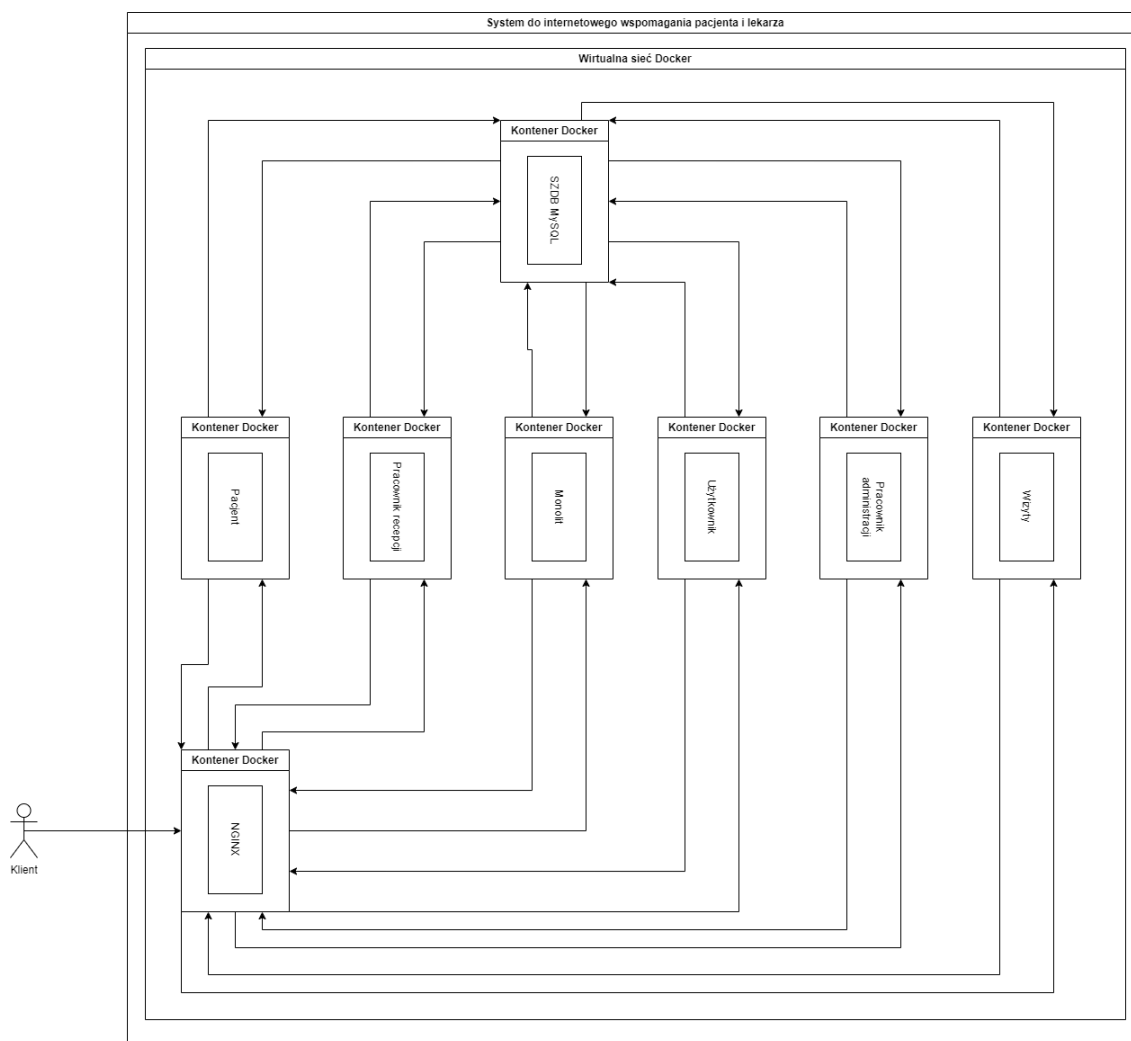 System do internetowego wspomagania pacjenta i lekarza
Wirtualna sieć Docker
Kontener Docker
SZDB MySQL
Kontener Docker
Pacjent
Kontener Docker
Pracownik recepcji
Kontener Docker
Monolit
Kontener Docker
Użytkownik
Kontener Docker
Pracownik
administracji
Kontener Docker
Wizyty
Kontener Docker
NGINX
Klient